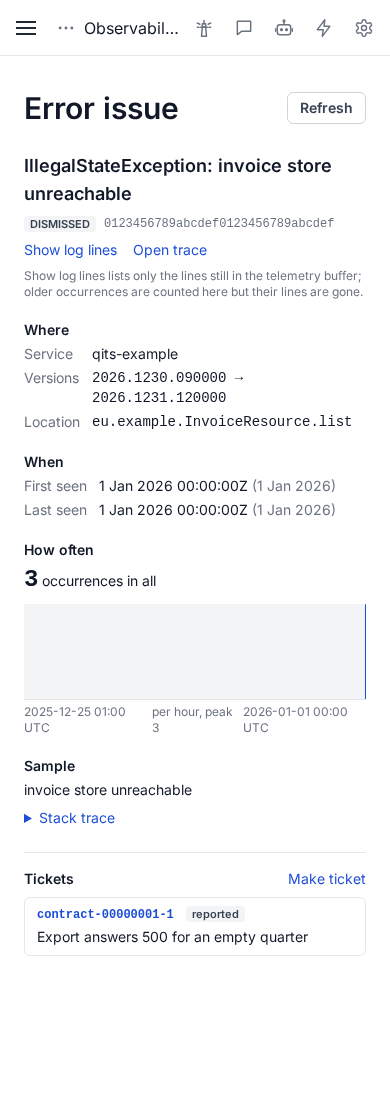 Observabil...
Error issue
Refresh
IllegalStateException: invoice store
unreachable
DISMISSED 0123456789abcdef0123456789abcdef
Show log lines Open trace
Show log lines lists only the lines still in the telemetry buffer;
older occurrences are counted here but their lines are gone.
Where
Service qits-example
Versions 2026.1230.090000 →
2026.1231.120000
Location eu.example.InvoiceResource.list
When
First seen 1 Jan 2026 00:00:00Z (1 Jan 2026)
Last seen 1 Jan 2026 00:00:00Z (1 Jan 2026)
How often
3 occurrences in all
2025-12-25 01:00 per hour, peak 2026-01-01 00:00
UTC 3 UTC
Sample
invoice store unreachable
Stack trace
Tickets Make ticket
contract-00000001-1 reported
Export answers 500 for an empty quarter